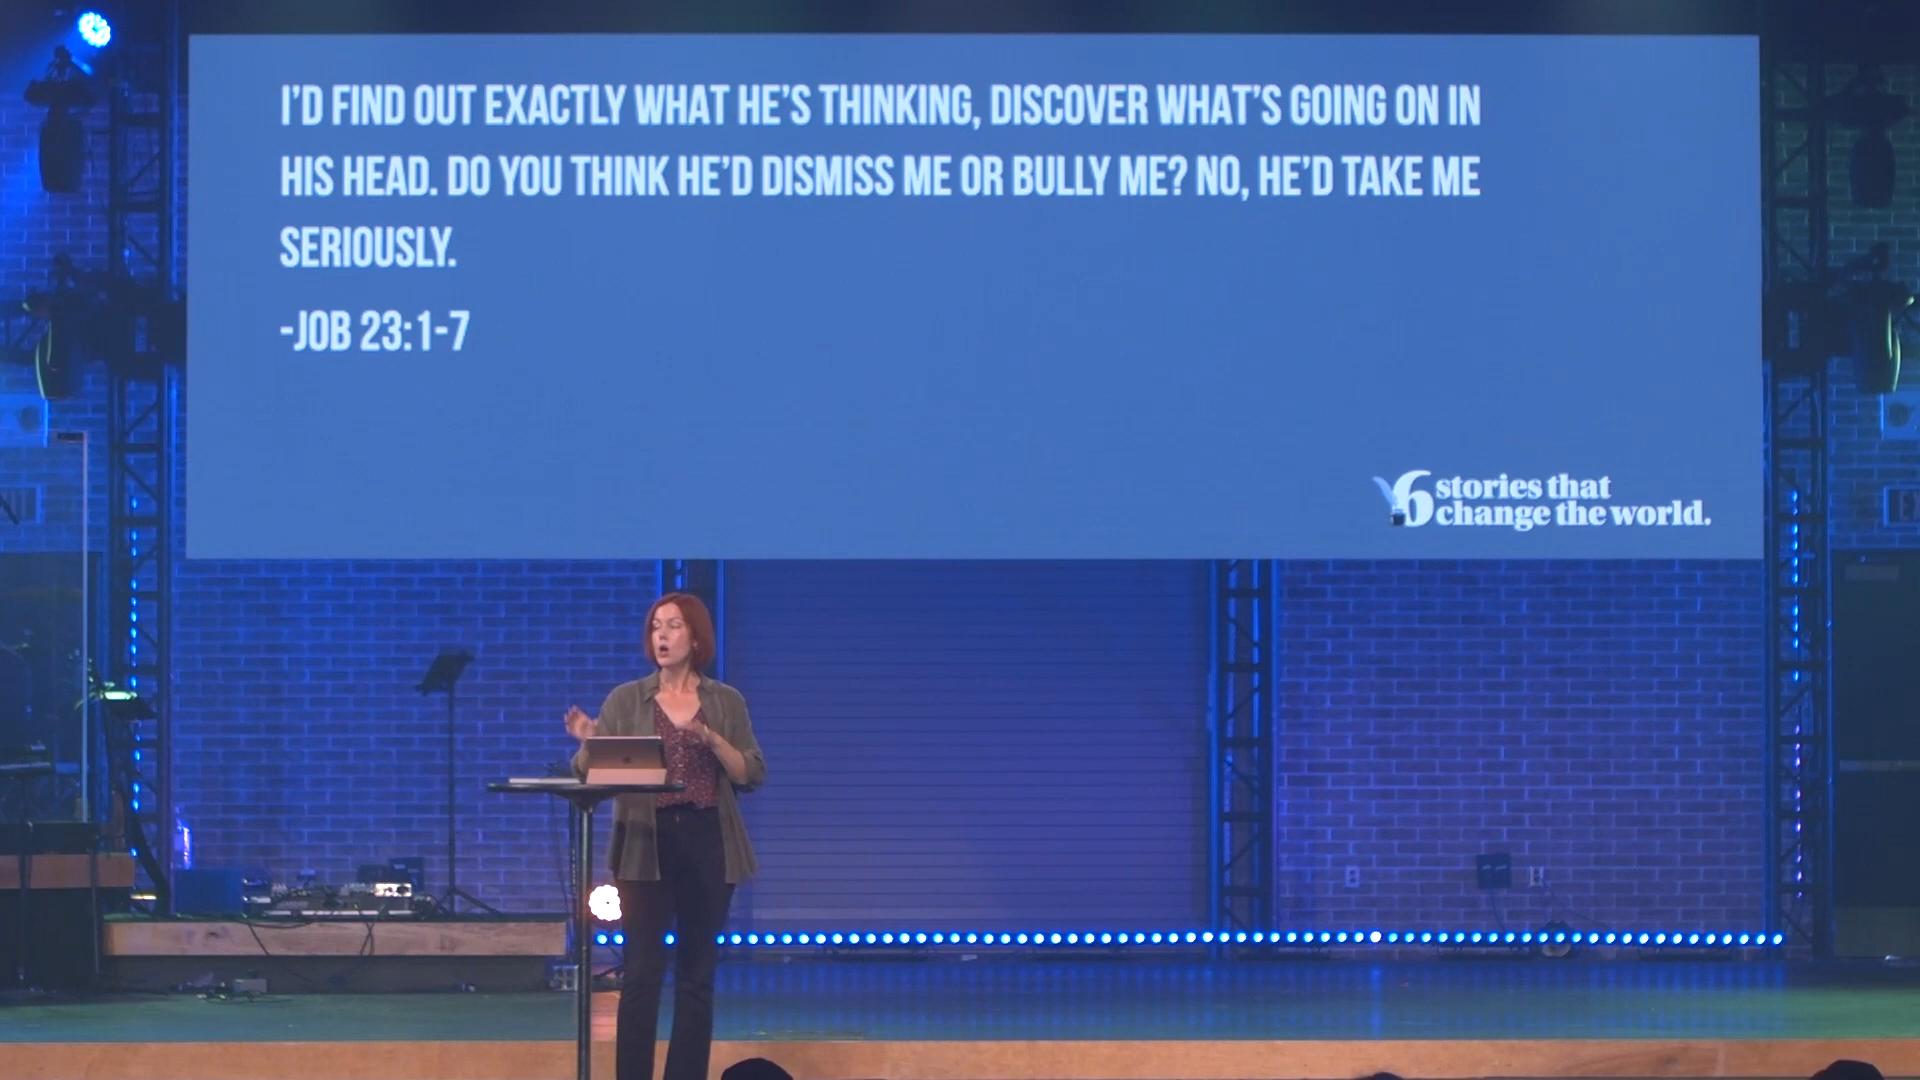 I'D FIND OUT EXACTLY WHAT HE'S THINKING, DISCOVER WHAT'S GOING ON IN
HIS HEAD. DO YOU THINK HE'D DISMISS ME OR BULLY ME? NO, HE'D TAKE ME
SERIOUSLY.
-JOB 23:1-7
6 stories that
change the world.